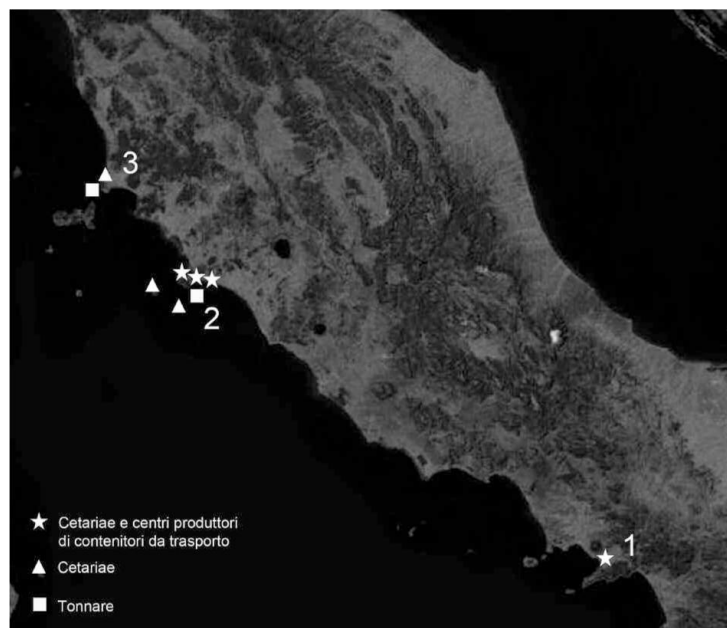 3
2
1
Cetariae e centri produttori
di contenitori da trasporto
Cetariae
Tonnare